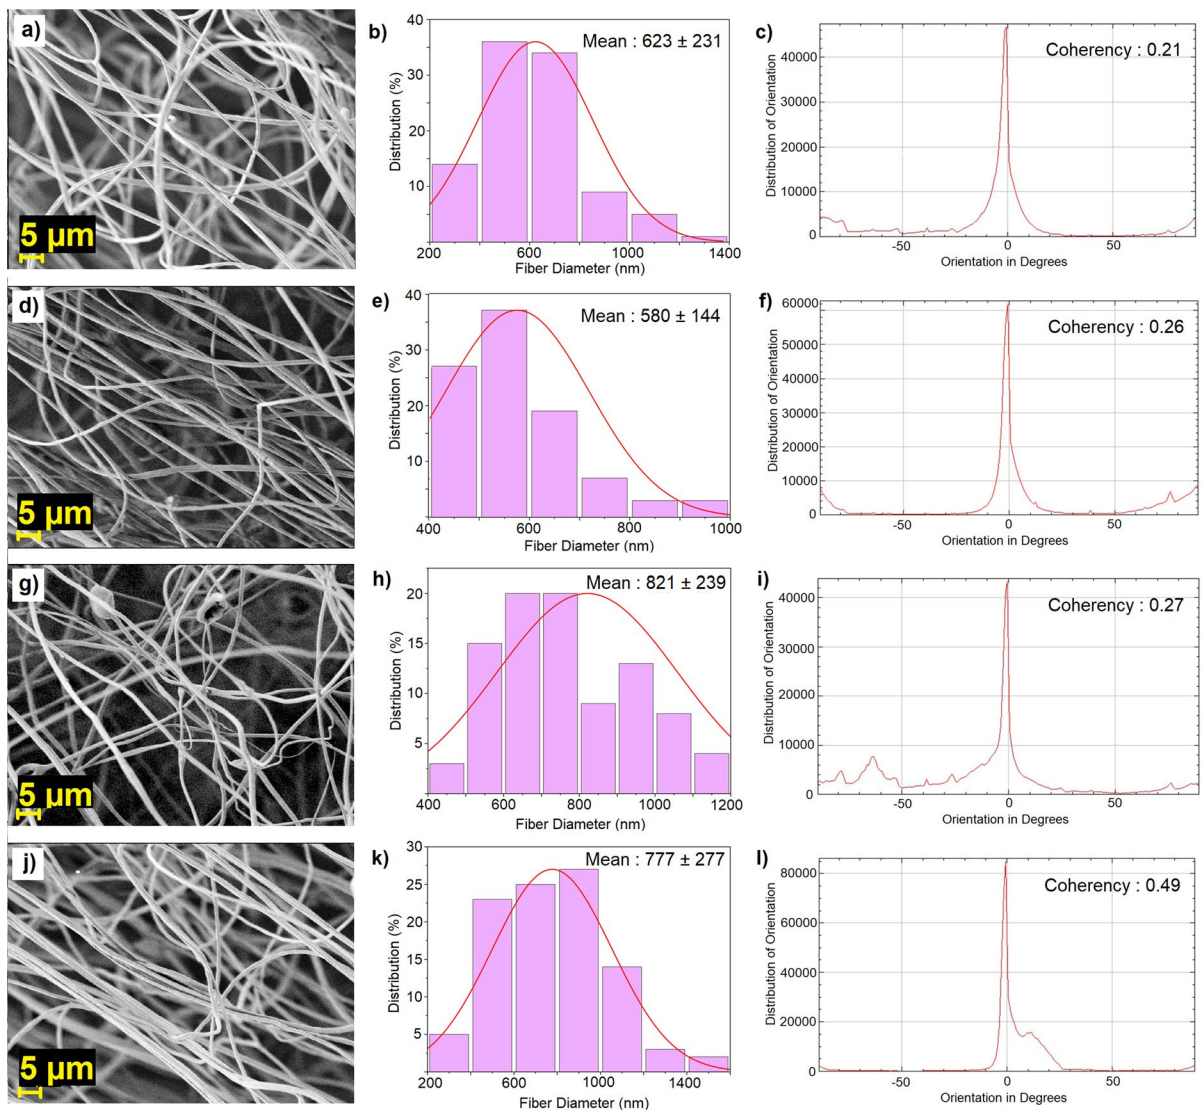 a)
5 µm
b)
Mean : 623 ± 231
Distribution (%)
40
30
20
10
200 400 600 800 1000 1200 1400
Fiber Diameter (nm)
c)
Coherency : 0.21
Distribution of Orientation
40000
30000
20000
10000
0
-50 0 50
Orientation in Degrees
d)
5 µm
e)
Mean : 580 ± 144
Distribution (%)
40
30
20
10
400 600 800 1000
Fiber Diameter (nm)
f)
Coherency : 0.26
Distribution of Orientation
60000
50000
40000
30000
20000
10000
0
-50 0 50
Orientation in Degrees
g)
5 µm
h)
Mean : 821 ± 239
Distribution (%)
25
20
15
10
5
400 600 800 1000 1200
Fiber Diameter (nm)
i)
Coherency : 0.27
Distribution of Orientation
40000
30000
20000
10000
0
-50 0 50
Orientation in Degrees
j)
5 µm
k)
Mean : 777 ± 277
Distribution (%)
30
25
20
15
10
5
200 600 1000 1400
Fiber Diameter (nm)
l)
Coherency : 0.49
Distribution of Orientation
80000
60000
40000
20000
0
-50 0 50
Orientation in Degrees